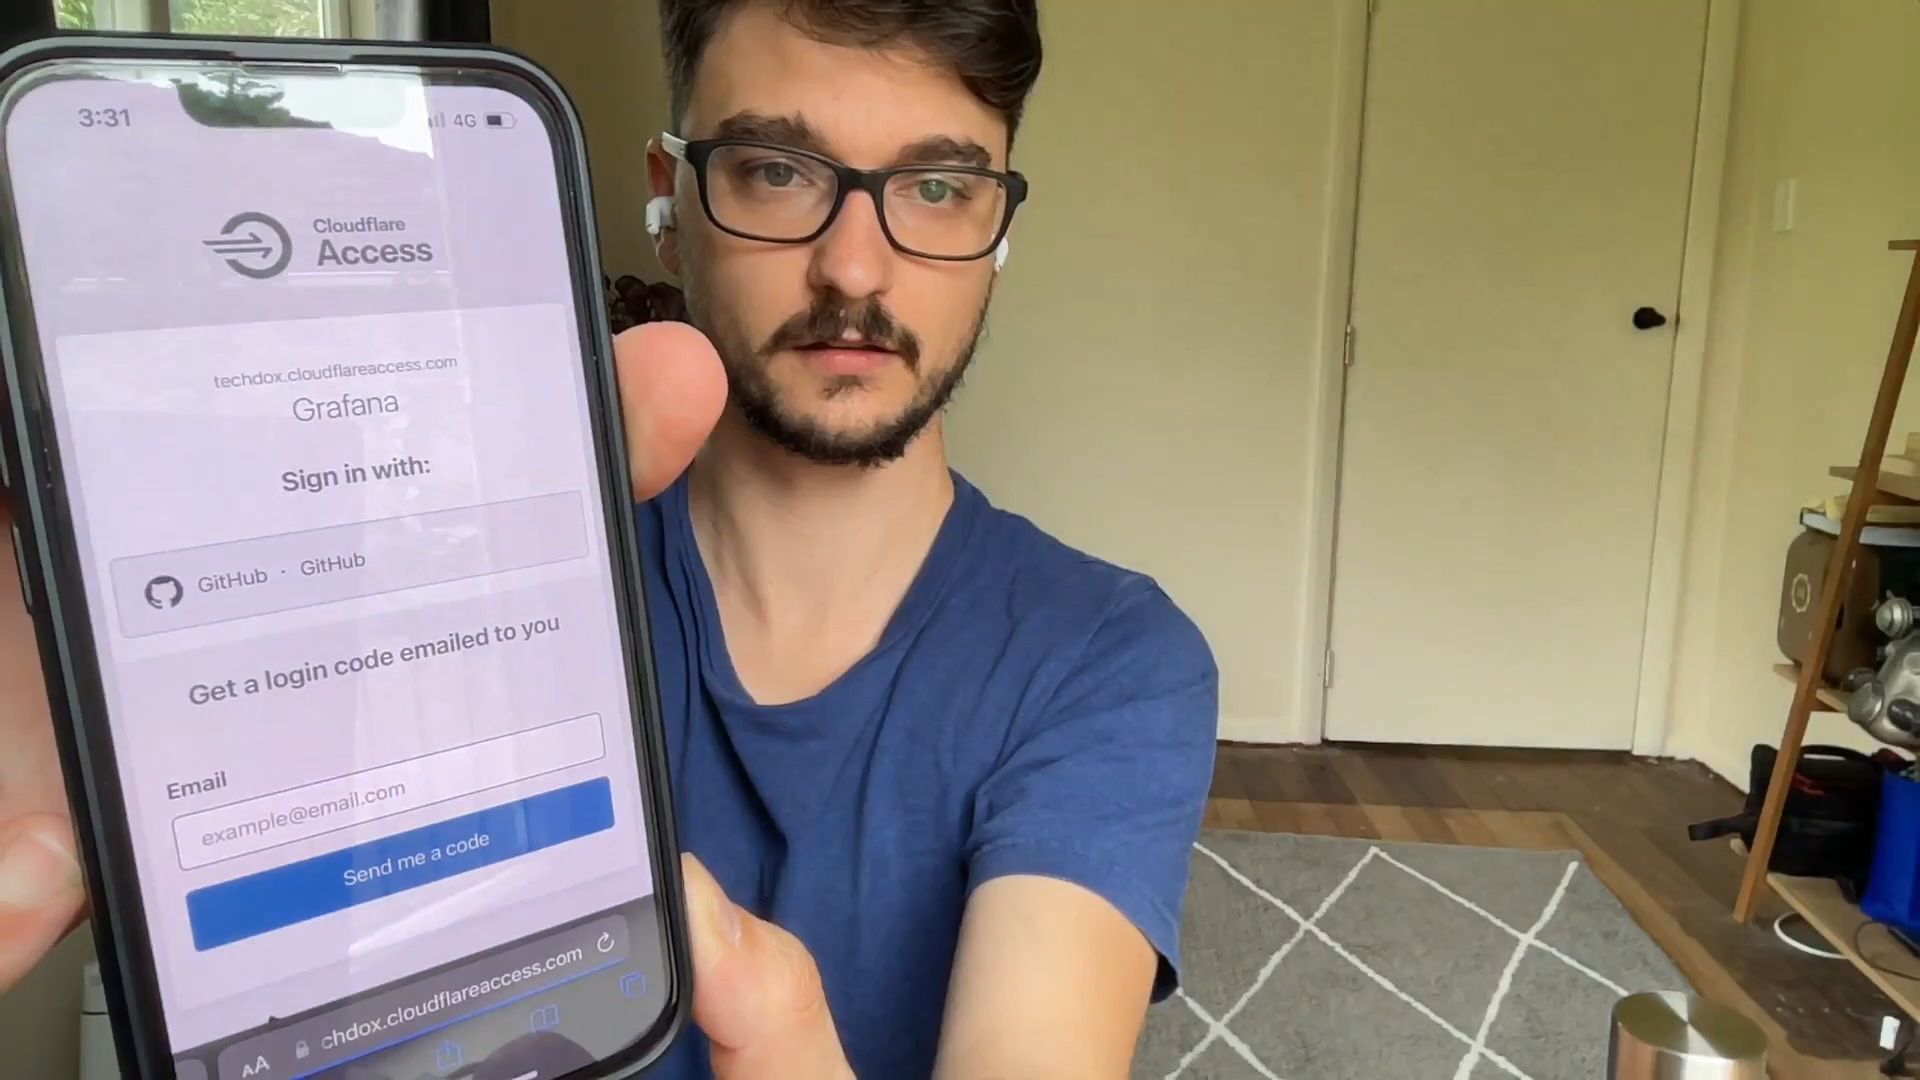 3:31
4G
Cloudflare
Access
techdox.cloudflareaccess.com
Grafana
Sign in with:
GitHub · GitHub
Get a login code emailed to you
Email
example@email.com
Send me a code
AA chdox.cloudflareaccess.com